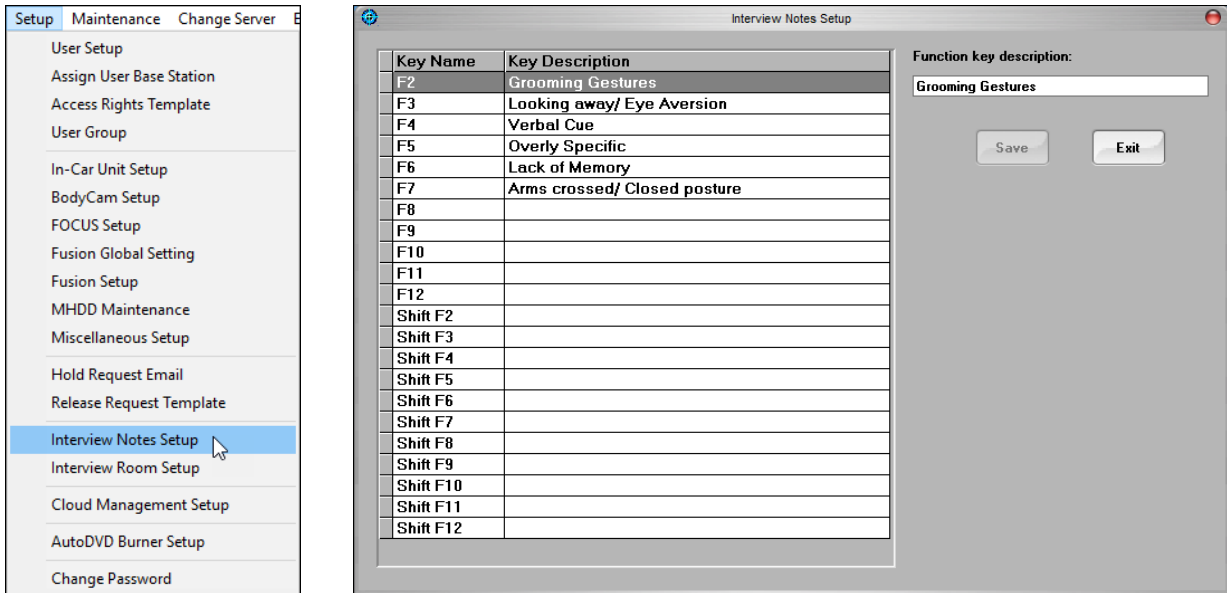 Setup Maintenance Change Server
User Setup
Assign User Base Station
Access Rights Template
User Group
In-Car Unit Setup
BodyCam Setup
FOCUS Setup
Fusion Global Setting
Fusion Setup
MHDD Maintenance
Miscellaneous Setup
Hold Request Email
Release Request Template
Interview Notes Setup
Interview Room Setup
Cloud Management Setup
AutoDVD Burner Setup
Change Password
Interview Notes Setup
Key Name Key Description
F2 Grooming Gestures
F3 Looking away/ Eye Aversion
F4 Verbal Cue
F5 Overly Specific
F6 Lack of Memory
F7 Arms crossed/ Closed posture
F8
F9
F10
F11
F12
Shift F2
Shift F3
Shift F4
Shift F5
Shift F6
Shift F7
Shift F8
Shift F9
Shift F10
Shift F11
Shift F12
Function key description:
Grooming Gestures
Save Exit